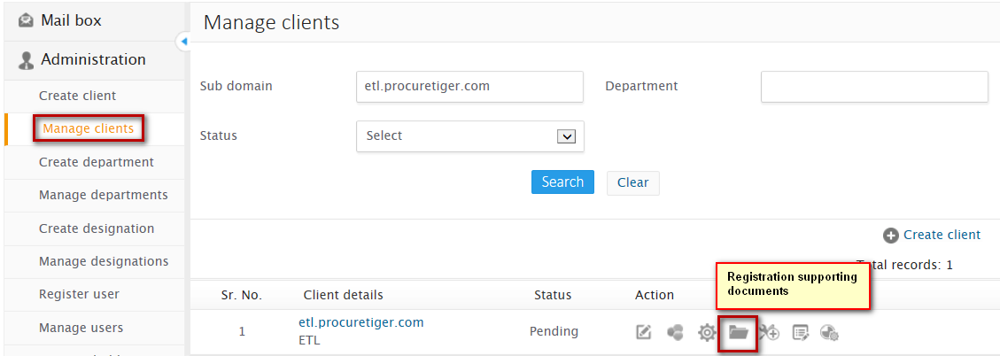 Mail box
Administration
Create client
Manage clients
Create department
Manage departments
Create designation
Manage designations
Register user
Manage users
Manage clients
Sub domain
etl.procuretiger.com
Department
Status
Select
Search
Clear
Create client
Total records: 1
Registration supporting
documents
Sr. No.
Client details
Status
Action
1
etl.procuretiger.com
ETL
Pending